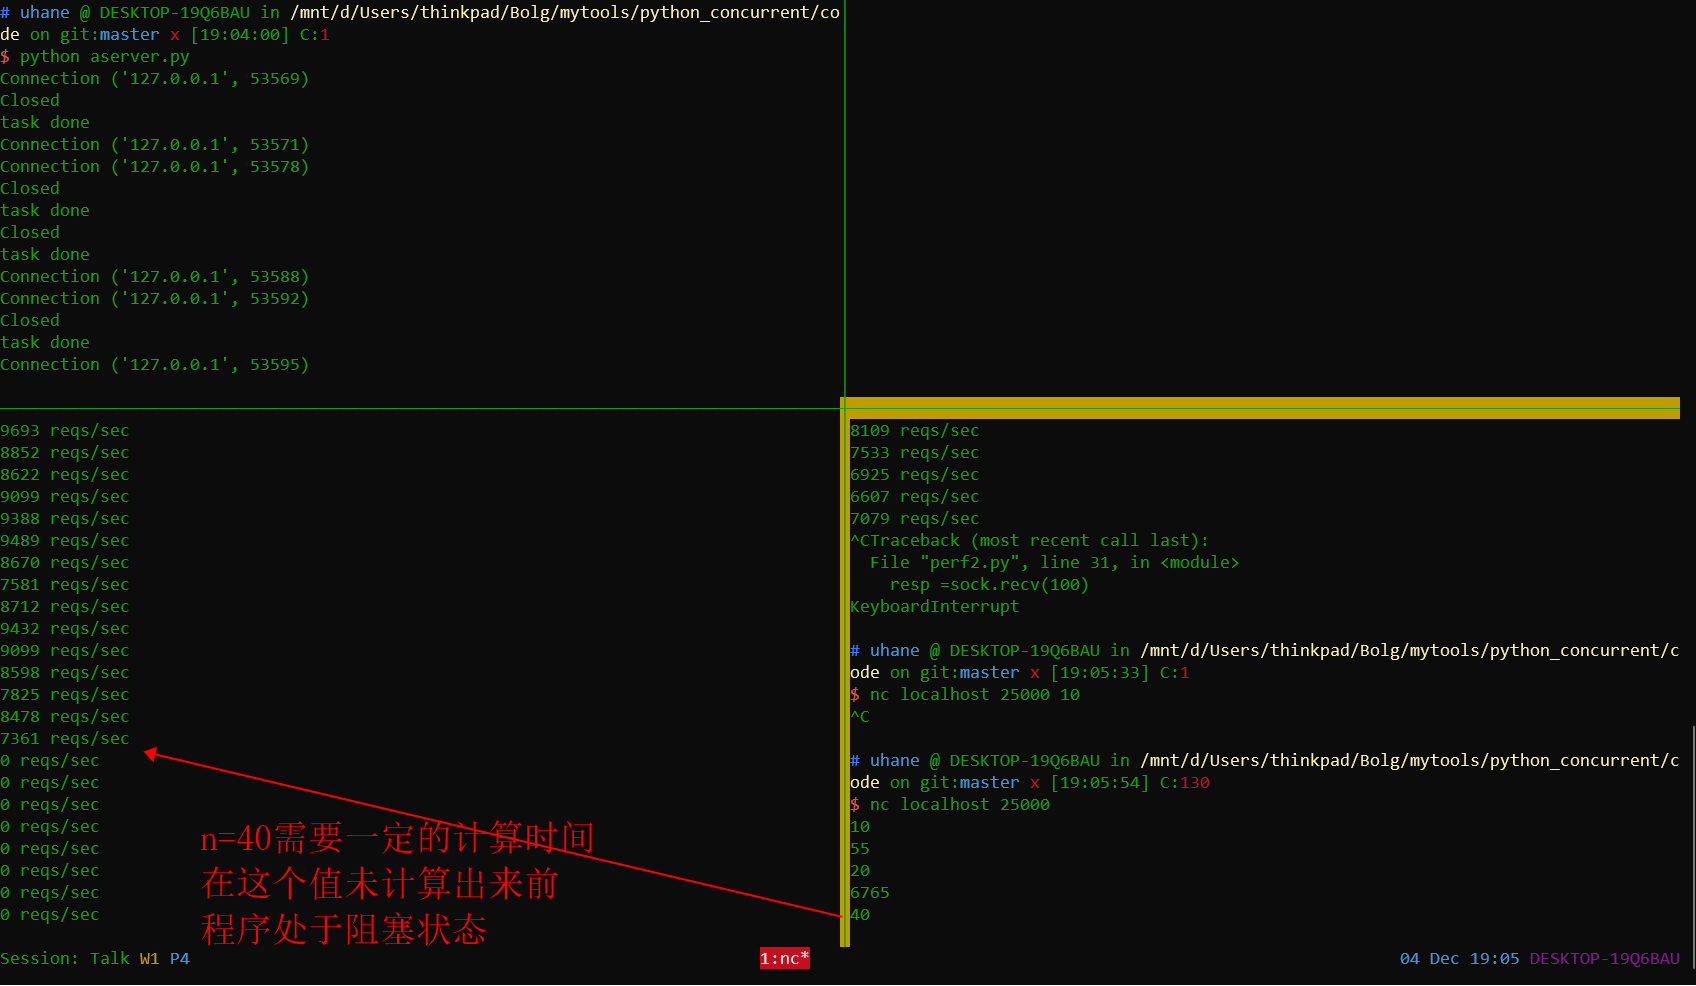 # uhane @ DESKTOP-19Q6BAU in /mnt/d/Users/thinkpad/Bolg/mytools/python_concurrent/co
de on git:master x [19:04:00] C:1
$ python aserver.py
Connection ('127.0.0.1', 53569)
Closed
task done
Connection ('127.0.0.1', 53571)
Connection ('127.0.0.1', 53578)
Closed
task done
Closed
task done
Connection ('127.0.0.1', 53588)
Connection ('127.0.0.1', 53592)
Closed
task done
Connection ('127.0.0.1', 53595)
9693 reqs/sec
8852 reqs/sec
8622 reqs/sec
9099 reqs/sec
9388 reqs/sec
9489 reqs/sec
8670 reqs/sec
7581 reqs/sec
8712 reqs/sec
9432 reqs/sec
9099 reqs/sec
8598 reqs/sec
7825 reqs/sec
8478 reqs/sec
7361 reqs/sec
0 reqs/sec
0 reqs/sec
0 reqs/sec
0 reqs/sec
0 reqs/sec
0 reqs/sec
0 reqs/sec
0 reqs/sec
n=40需要一定的计算时间
在这个值未计算出来前
程序处于阻塞状态
8109 reqs/sec
7533 reqs/sec
6925 reqs/sec
6607 reqs/sec
7079 reqs/sec
^CTraceback (most recent call last):
  File "perf2.py", line 31, in <module>
    resp =sock.recv(100)
KeyboardInterrupt
# uhane @ DESKTOP-19Q6BAU in /mnt/d/Users/thinkpad/Bolg/mytools/python_concurrent/c
ode on git:master x [19:05:33] C:1
$ nc localhost 25000 10
^C
# uhane @ DESKTOP-19Q6BAU in /mnt/d/Users/thinkpad/Bolg/mytools/python_concurrent/c
ode on git:master x [19:05:54] C:130
$ nc localhost 25000
10
55
20
6765
40
Session: Talk W1 P4 1:nc* 04 Dec 19:05 DESKTOP-19Q6BAU